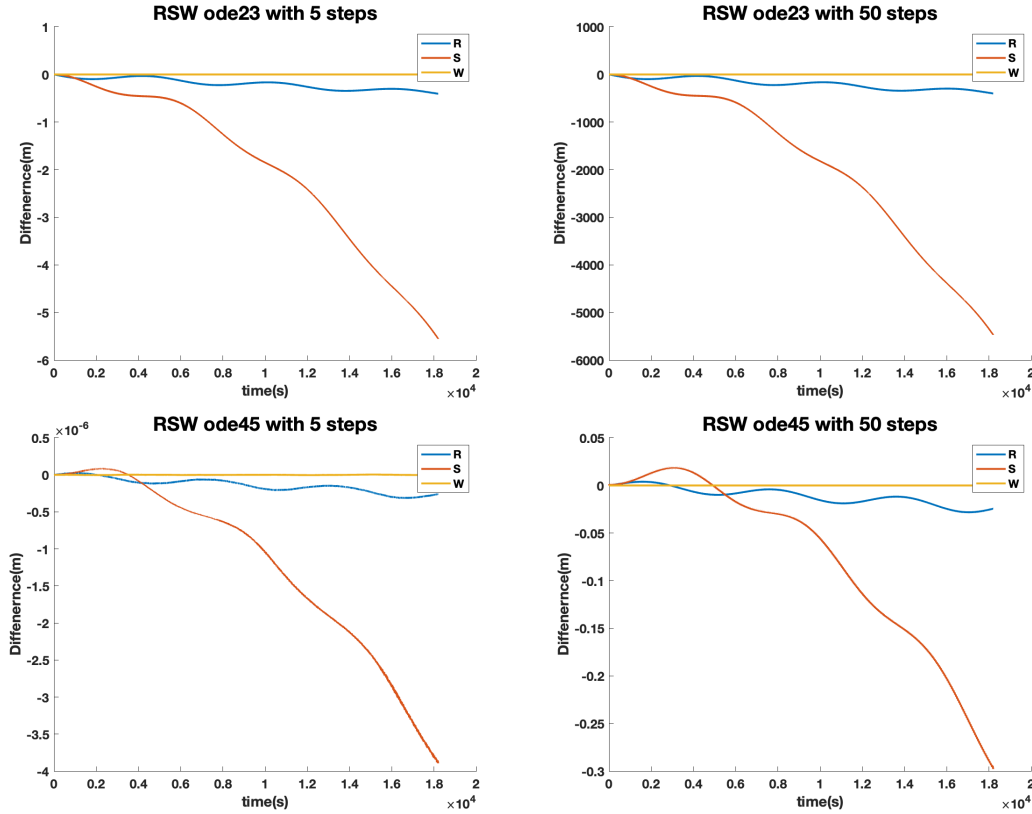 RSW ode23 with 5 steps
1
0
-1
-2
-3
-4
-5
-6
Diffenernce(m)
0 0.2 0.4 0.6 0.8 1 1.2 1.4 1.6 1.8 2
time(s)
×10⁴
R
S
W
RSW ode23 with 50 steps
1000
0
-1000
-2000
-3000
-4000
-5000
-6000
Diffenernce(m)
0 0.2 0.4 0.6 0.8 1 1.2 1.4 1.6 1.8 2
time(s)
×10⁴
R
S
W
RSW ode45 with 5 steps
×10⁻⁶
0.5
0
-0.5
-1
-1.5
-2
-2.5
-3
-3.5
-4
Diffenernce(m)
0 0.2 0.4 0.6 0.8 1 1.2 1.4 1.6 1.8 2
time(s)
×10⁴
R
S
W
RSW ode45 with 50 steps
0.05
0
-0.05
-0.1
-0.15
-0.2
-0.25
-0.3
Diffenernce(m)
0 0.2 0.4 0.6 0.8 1 1.2 1.4 1.6 1.8 2
time(s)
×10⁴
R
S
W